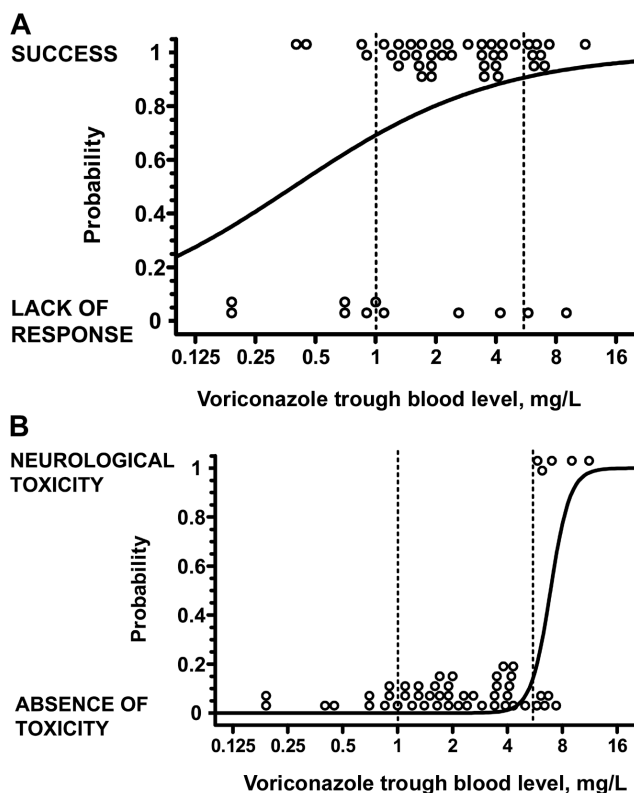 A
SUCCESS
1
0.8
0.6
0.4
0.2
0
Probability
LACK OF
RESPONSE
0.125 0.25 0.5 1 2 4 8 16
Voriconazole trough blood level, mg/L
B
NEUROLOGICAL
TOXICITY
1
0.8
0.6
0.4
0.2
0
Probability
ABSENCE OF
TOXICITY
0.125 0.25 0.5 1 2 4 8 16
Voriconazole trough blood level, mg/L